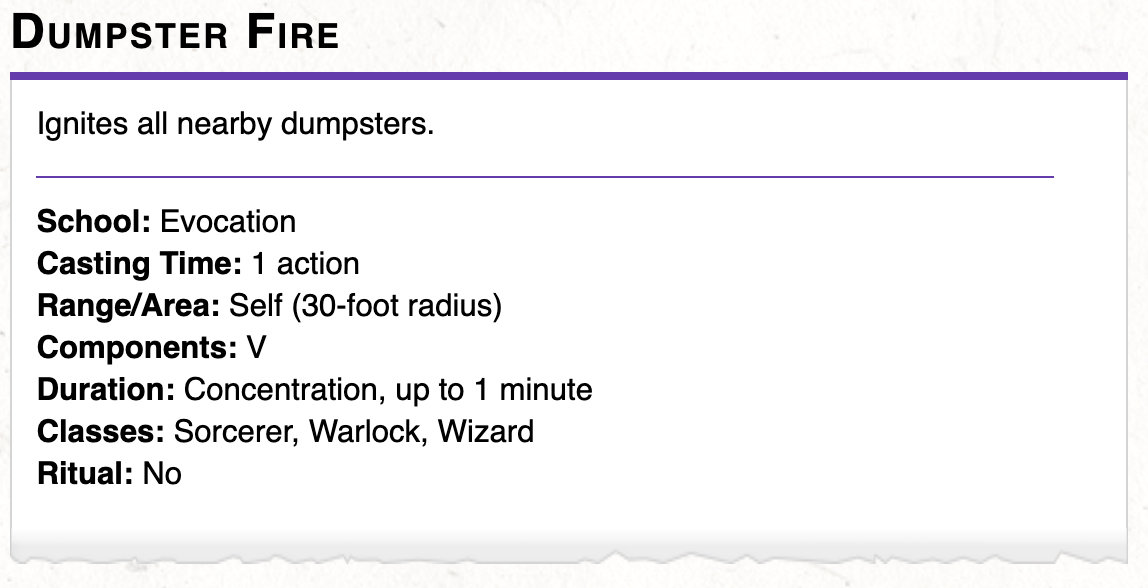 Dumpster Fire
Ignites all nearby dumpsters.
School: Evocation
Casting Time: 1 action
Range/Area: Self (30-foot radius)
Components: V
Duration: Concentration, up to 1 minute
Classes: Sorcerer, Warlock, Wizard
Ritual: No